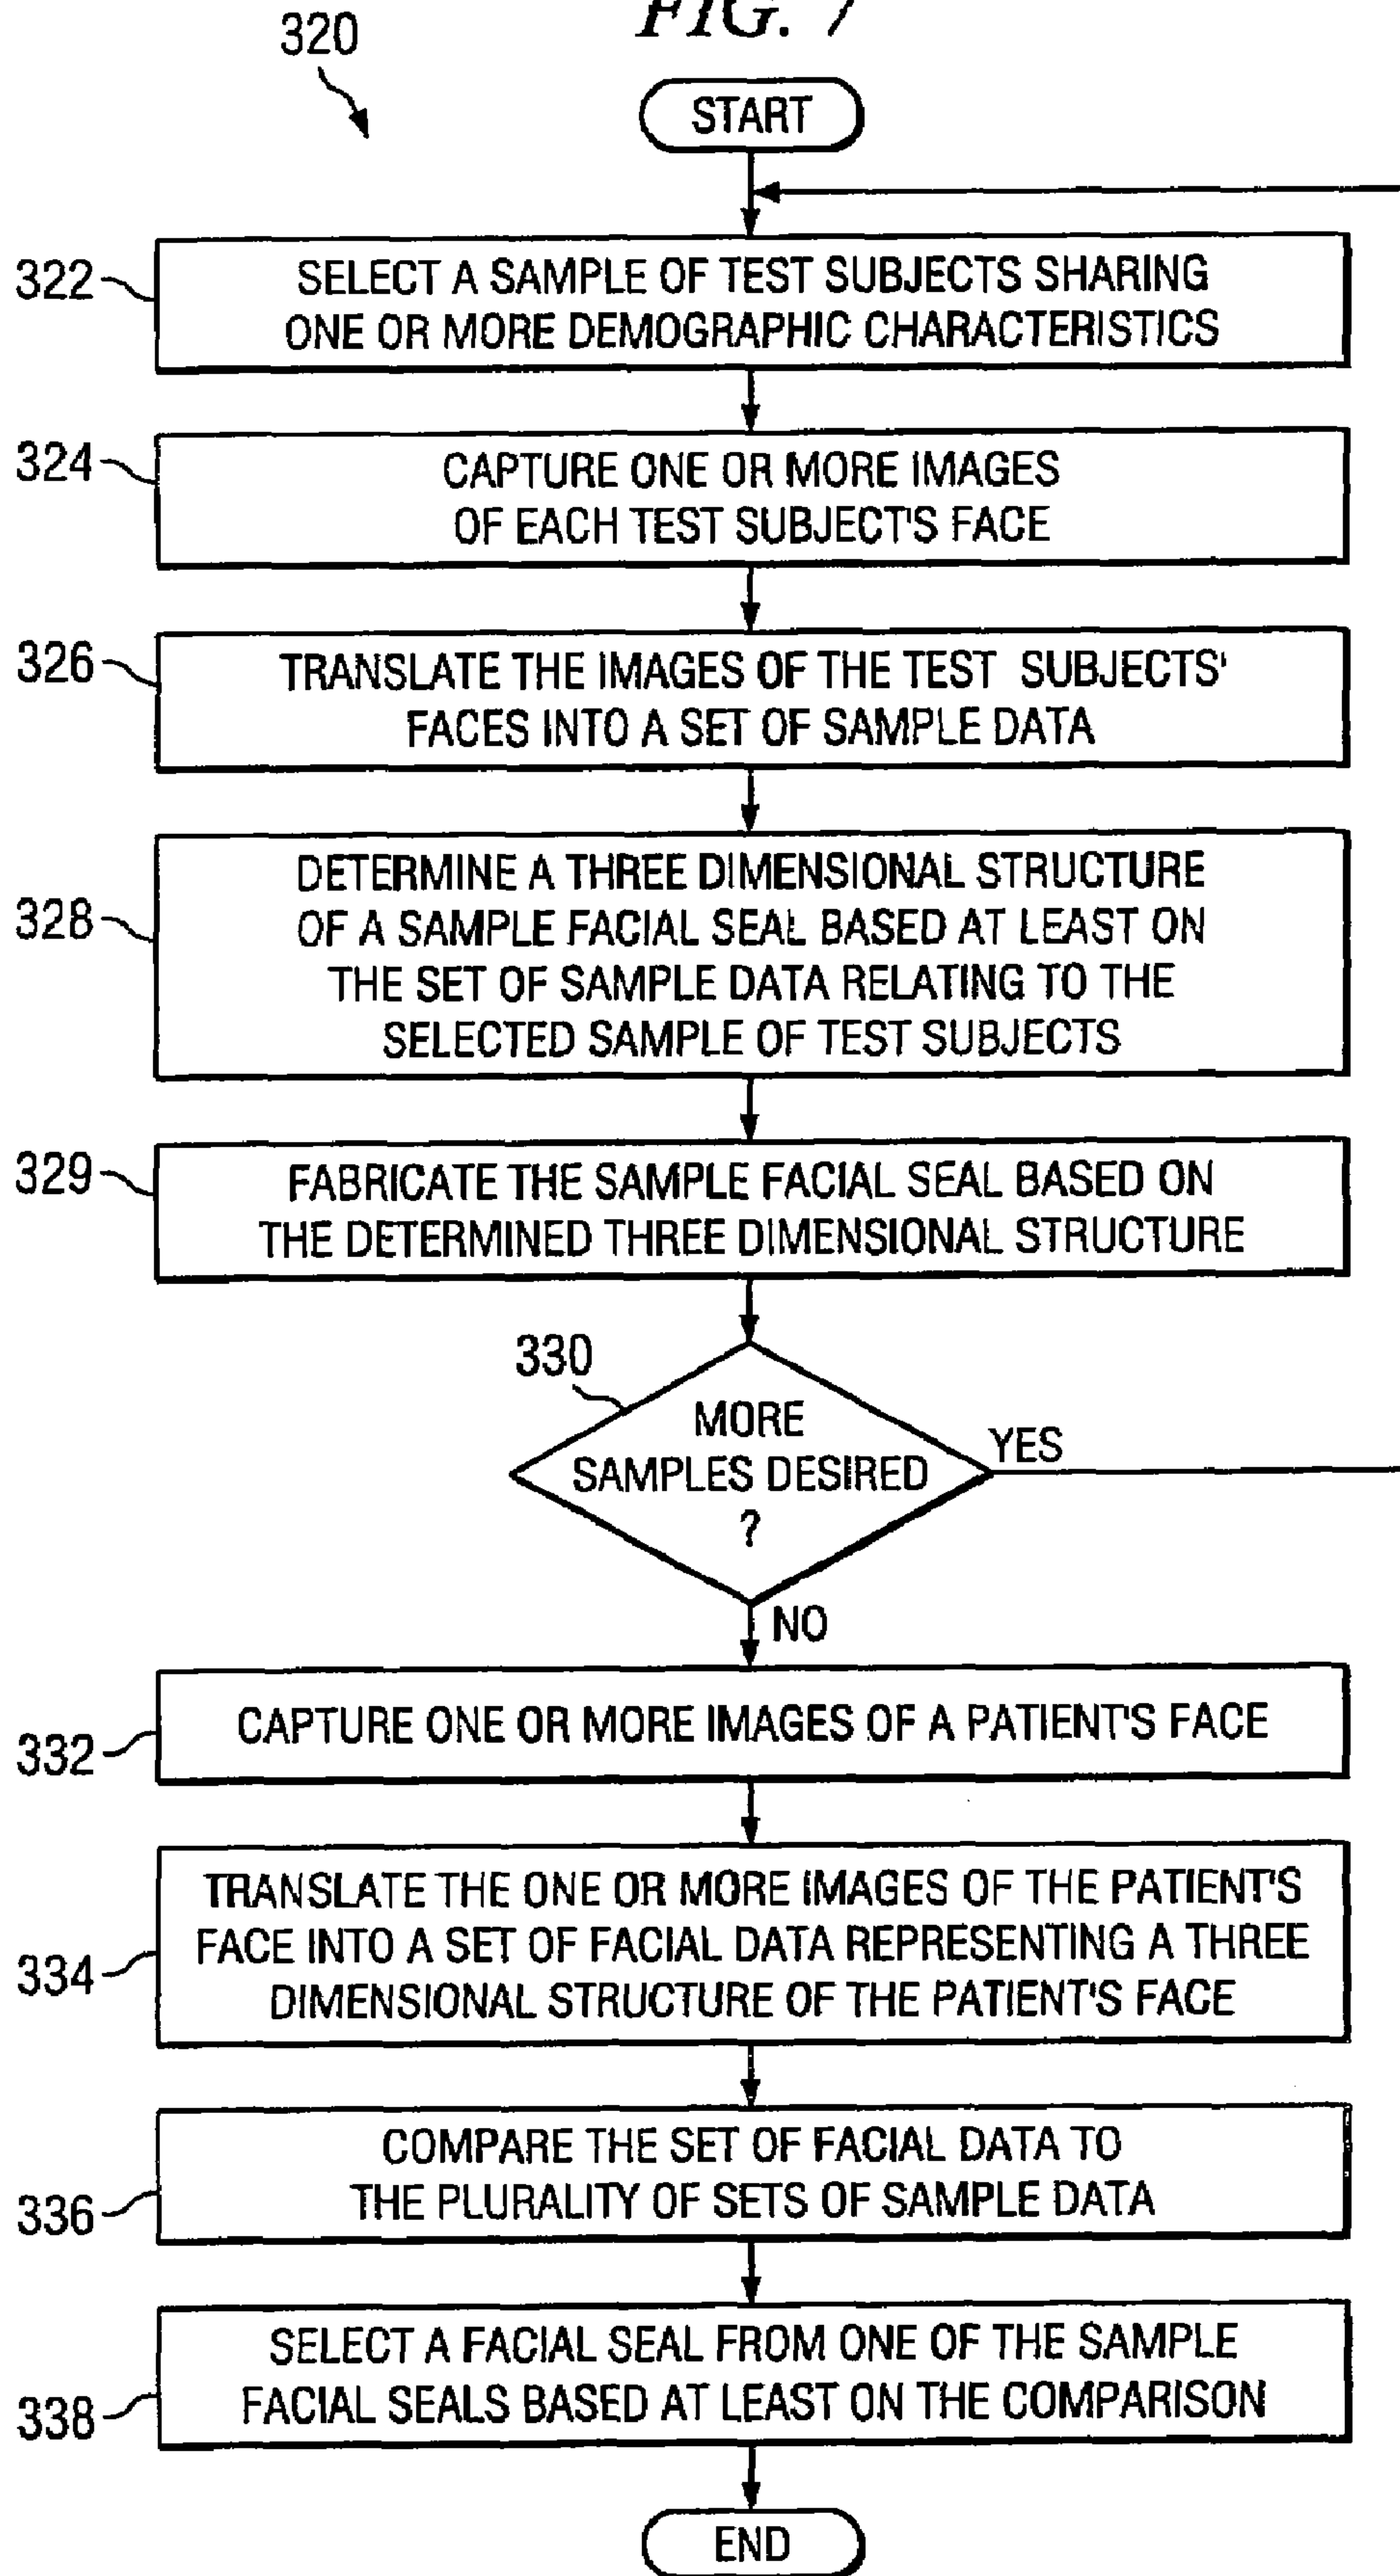 FIG. 7
320
START
322
SELECT A SAMPLE OF TEST SUBJECTS SHARING
ONE OR MORE DEMOGRAPHIC CHARACTERISTICS
324
CAPTURE ONE OR MORE IMAGES
OF EACH TEST SUBJECT'S FACE
326
TRANSLATE THE IMAGES OF THE TEST SUBJECTS'
FACES INTO A SET OF SAMPLE DATA
328
DETERMINE A THREE DIMENSIONAL STRUCTURE
OF A SAMPLE FACIAL SEAL BASED AT LEAST ON
THE SET OF SAMPLE DATA RELATING TO THE
SELECTED SAMPLE OF TEST SUBJECTS
329
FABRICATE THE SAMPLE FACIAL SEAL BASED ON
THE DETERMINED THREE DIMENSIONAL STRUCTURE
330
MORE
SAMPLES DESIRED
?
YES
NO
332
CAPTURE ONE OR MORE IMAGES OF A PATIENT'S FACE
334
TRANSLATE THE ONE OR MORE IMAGES OF THE PATIENT'S
FACE INTO A SET OF FACIAL DATA REPRESENTING A THREE
DIMENSIONAL STRUCTURE OF THE PATIENT'S FACE
336
COMPARE THE SET OF FACIAL DATA TO
THE PLURALITY OF SETS OF SAMPLE DATA
338
SELECT A FACIAL SEAL FROM ONE OF THE SAMPLE
FACIAL SEALS BASED AT LEAST ON THE COMPARISON
END